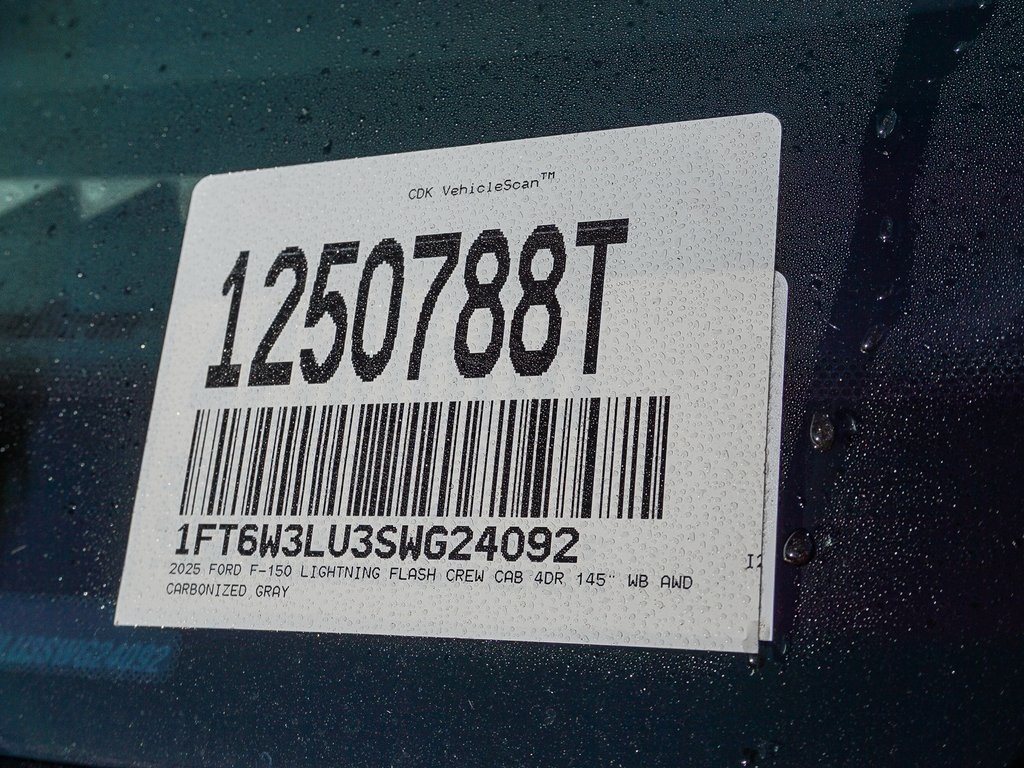 CDK VehicleScan™
1250788T
1FT6W3LU3SWG24092
2025 FORD F-150 LIGHTNING FLASH CREW CAB 4DR 145" WB AWD
CARBONIZED GRAY